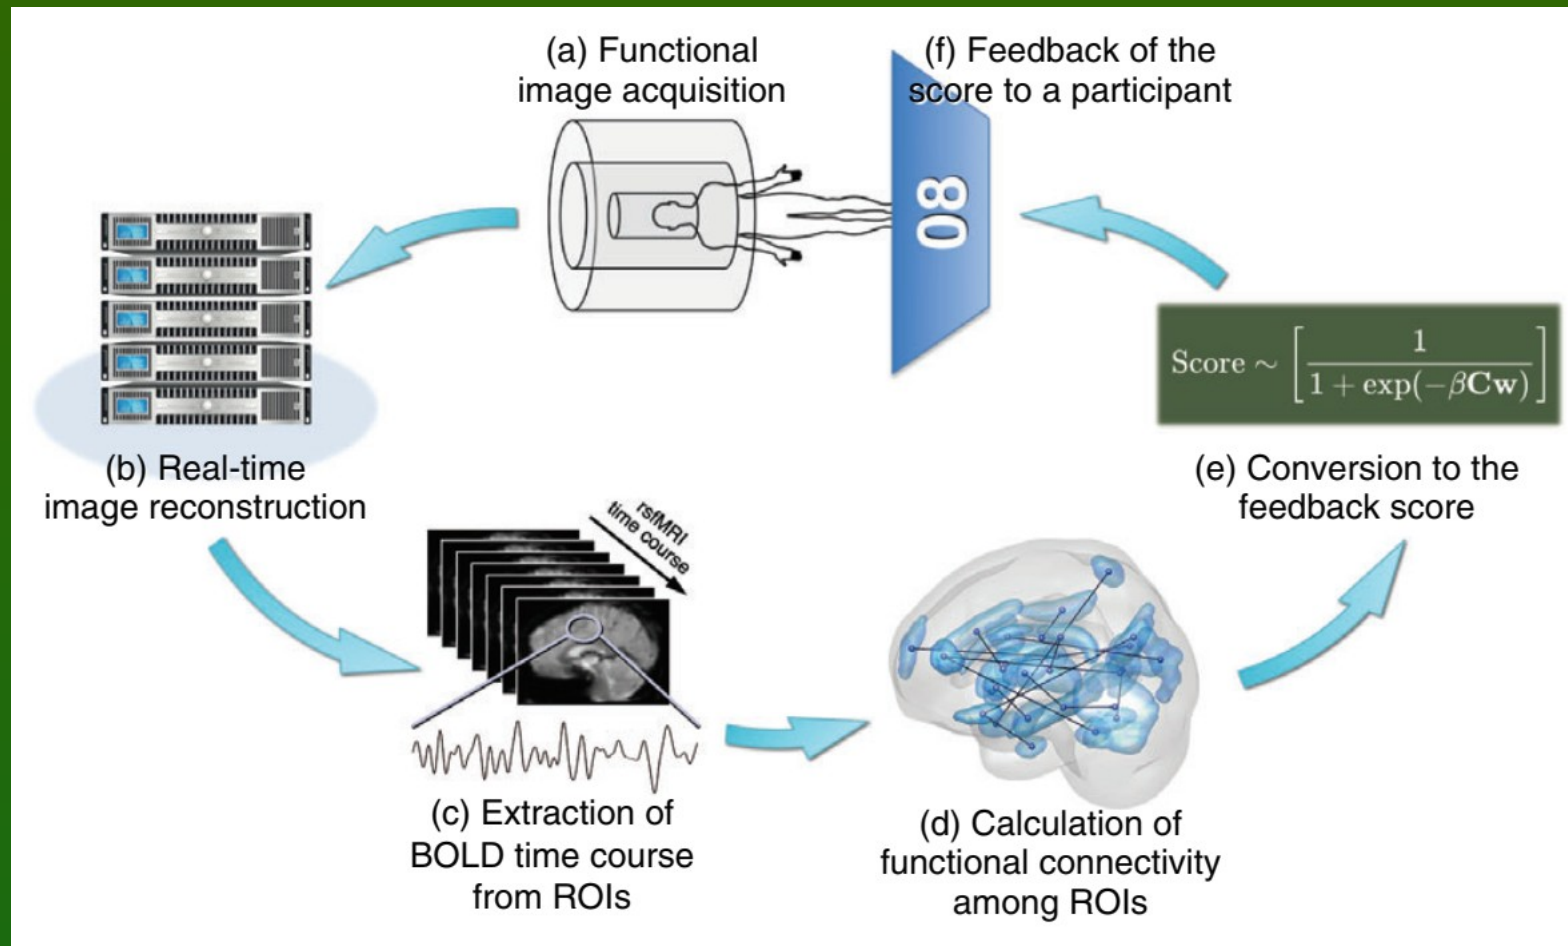 (a) Functional
image acquisition
(f) Feedback of the
score to a participant
80
(b) Real-time
image reconstruction
rsfMRI
time course
(c) Extraction of
BOLD time course
from ROIs
(d) Calculation of
functional connectivity
among ROIs
Score ~ [1 / (1 + exp(−βCw))]
(e) Conversion to the
feedback score